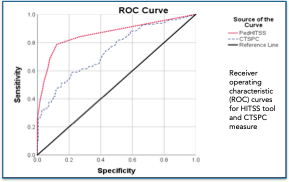 ROC Curve
Source of the
Curve
PedHITSS
CTSPC
Reference Line
Sensitivity
1.0
0.8
0.6
0.4
0.2
0.0
0.0 0.2 0.4 0.6 0.8 1.0
Specificity
Receiver
operating
characteristic
(ROC) curves
for HITSS tool
and CTSPC
measure